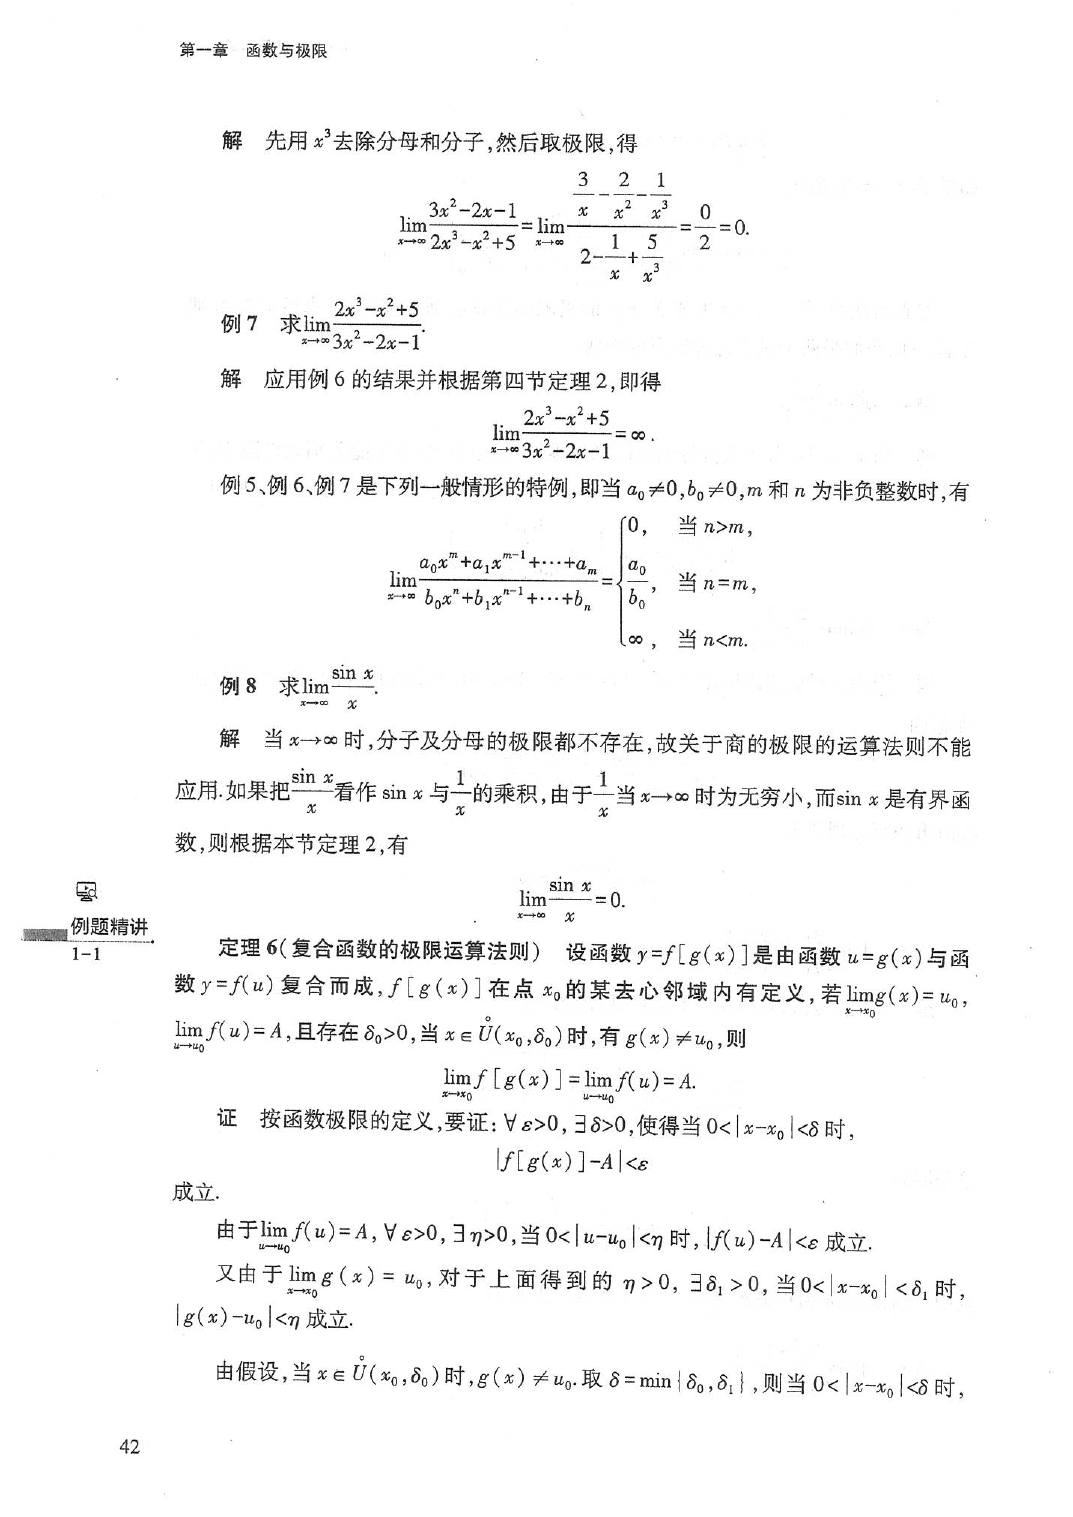 第一章 函数与极限
解 先用 x³去除分母和分子,然后取极限,得
lim_{x→∞} (3x²-2x-1)/(2x³-x²+5) = lim_{x→∞} (3/x - 2/x² - 1/x³)/(2 - 1/x + 5/x³) = 0/2 = 0.
例 7 求 lim_{x→∞} (2x³-x²+5)/(3x²-2x-1).
解 应用例 6 的结果并根据第四节定理 2,即得
lim_{x→∞} (2x³-x²+5)/(3x²-2x-1) = ∞.
例 5、例 6、例 7 是下列一般情形的特例,即当 a₀≠0,b₀≠0,m 和 n 为非负整数时,有
lim_{x→∞} (a₀x^m+a₁x^{m-1}+⋯+a_m)/(b₀x^n+b₁x^{n-1}+⋯+b_n) = { 0, 当 n>m,
a₀/b₀, 当 n=m,
∞, 当 n<m.
例 8 求 lim_{x→∞} sin x/x.
解 当 x→∞ 时,分子及分母的极限都不存在,故关于商的极限的运算法则不能
应用.如果把 sin x/x 看作 sin x 与 1/x 的乘积,由于 1/x 当 x→∞ 时为无穷小,而sin x 是有界函
数,则根据本节定理 2,有
lim_{x→∞} sin x/x = 0.
例题精讲
1-1
定理 6(复合函数的极限运算法则) 设函数 y=f[g(x)]是由函数 u=g(x)与函
数 y=f(u)复合而成,f[g(x)]在点 x₀的某去心邻域内有定义,若 lim_{x→x₀} g(x)=u₀,
lim_{u→u₀} f(u)=A,且存在 δ₀>0,当 x∈Ů(x₀,δ₀)时,有 g(x)≠u₀,则
lim_{x→x₀} f[g(x)] = lim_{u→u₀} f(u)=A.
证 按函数极限的定义,要证:∀ε>0,∃δ>0,使得当 0<|x-x₀|<δ 时,
|f[g(x)]-A|<ε
成立.
由于 lim_{u→u₀} f(u)=A,∀ε>0,∃η>0,当 0<|u-u₀|<η 时,|f(u)-A|<ε 成立.
又由于 lim_{x→x₀} g(x)=u₀,对于上面得到的 η>0,∃δ₁>0,当 0<|x-x₀|<δ₁ 时,
|g(x)-u₀|<η 成立.
由假设,当 x∈Ů(x₀,δ₀)时,g(x)≠u₀.取 δ=min{δ₀,δ₁},则当 0<|x-x₀|<δ 时,
42